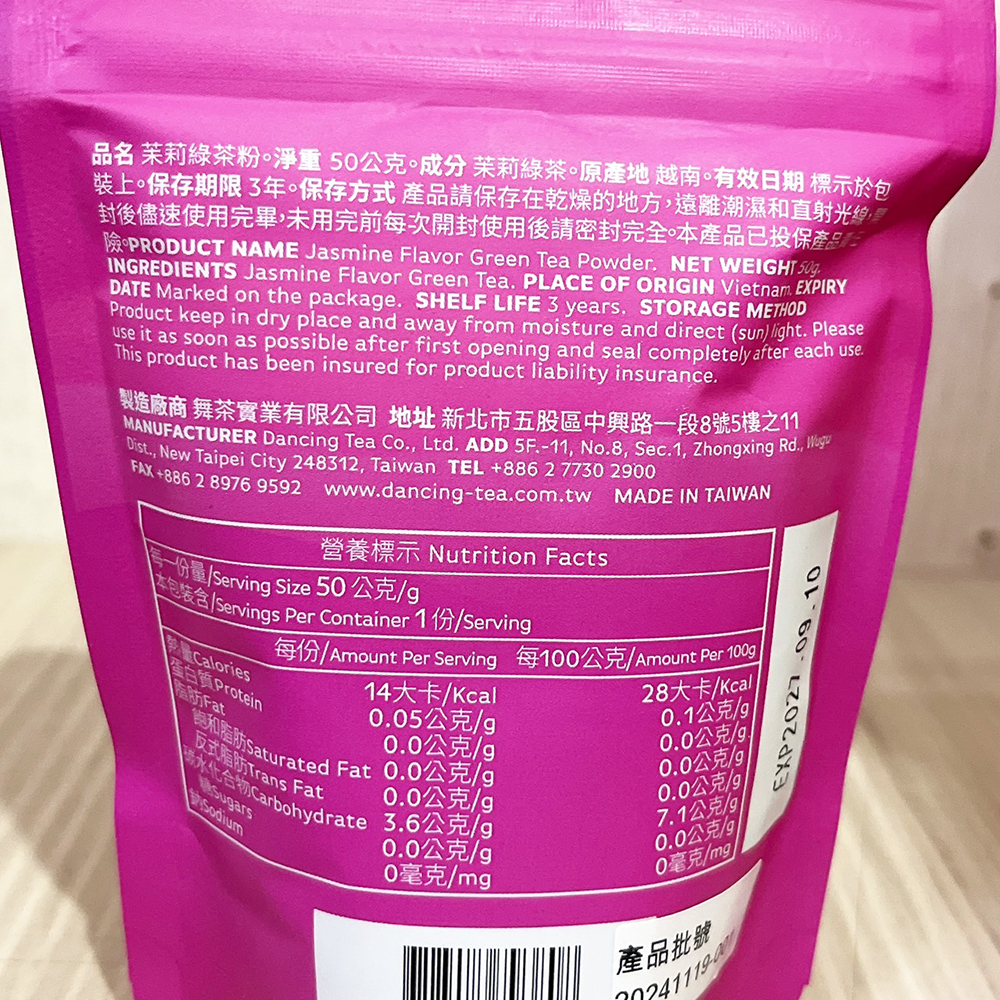 品名 茉莉綠茶粉。淨重 50公克。成分 茉莉綠茶。原產地 越南。有效日期 標示於包
裝上。保存期限 3年。保存方式 產品請保存在乾燥的地方，遠離潮濕和直射光線，
封後儘速使用完畢，未用完前每次開封使用後請密封完全。本產品已投保產品責任
險。PRODUCT NAME Jasmine Flavor Green Tea Powder. NET WEIGHT 50g.
INGREDIENTS Jasmine Flavor Green Tea. PLACE OF ORIGIN Vietnam. EXPIRY
DATE Marked on the package. SHELF LIFE 3 years. STORAGE METHOD
Product keep in dry place and away from moisture and direct (sun) light. Please
use it as soon as possible after first opening and seal completely after each use.
This product has been insured for product liability insurance.
製造廠商 舞茶實業有限公司 地址 新北市五股區中興路一段8號5樓之11
MANUFACTURER Dancing Tea Co., Ltd. ADD 5F.-11, No.8, Sec.1, Zhongxing Rd., Wugu
Dist., New Taipei City 248312, Taiwan TEL +886 2 7730 2900
FAX +886 2 8976 9592 www.dancing-tea.com.tw MADE IN TAIWAN
營養標示 Nutrition Facts
每一份量/Serving Size 50 公克/g
本包裝含/Servings Per Container 1 份/Serving
每份/Amount Per Serving 每100公克/Amount Per 100g
熱量Calories 14大卡/Kcal 28大卡/Kcal
蛋白質Protein 0.05公克/g 0.1公克/g
脂肪Fat 0.0公克/g 0.0公克/g
飽和脂肪Saturated Fat 0.0公克/g 0.0公克/g
反式脂肪Trans Fat 0.0公克/g 0.0公克/g
碳水化合物Carbohydrate 3.6公克/g 7.1公克/g
糖Sugars 0.0公克/g 0.0公克/g
鈉Sodium 0毫克/mg 0毫克/mg
EXP 2027.09.10
產品批號
20241119-001